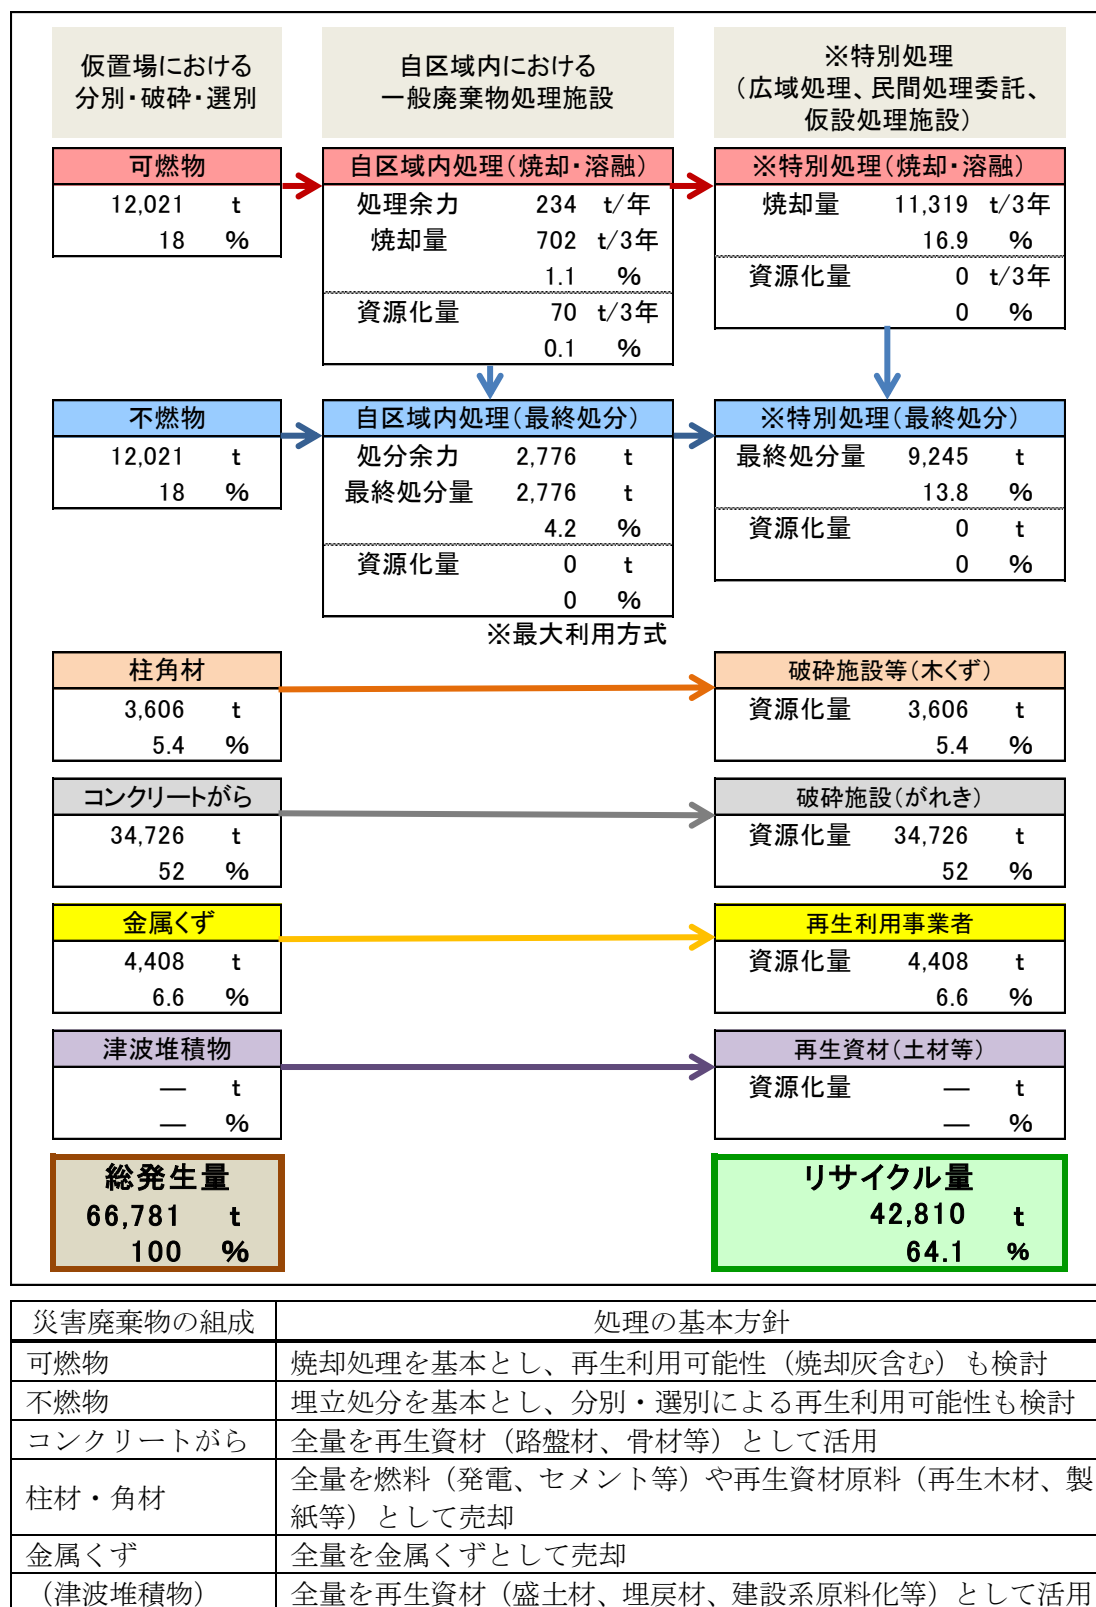 仮置場における
分別・破砕・選別
自区域内における
一般廃棄物処理施設
※特別処理
（広域処理、民間処理委託、
仮設処理施設）
可燃物
12,021 t
18 %
自区域内処理（焼却・溶融）
処理余力 234 t/年
焼却量 702 t/3年
1.1 %
資源化量 70 t/3年
0.1 %
※特別処理（焼却・溶融）
焼却量 11,319 t/3年
16.9 %
資源化量 0 t/3年
0 %
不燃物
12,021 t
18 %
自区域内処理（最終処分）
処分余力 2,776 t
最終処分量 2,776 t
4.2 %
資源化量 0 t
0 %
※最大利用方式
※特別処理（最終処分）
最終処分量 9,245 t
13.8 %
資源化量 0 t
0 %
柱角材
3,606 t
5.4 %
破砕施設等（木くず）
資源化量 3,606 t
5.4 %
コンクリートがら
34,726 t
52 %
破砕施設（がれき）
資源化量 34,726 t
52 %
金属くず
4,408 t
6.6 %
再生利用事業者
資源化量 4,408 t
6.6 %
津波堆積物
― t
― %
再生資材（土材等）
資源化量 ― t
― %
総発生量
66,781 t
100 %
リサイクル量
42,810 t
64.1 %
災害廃棄物の組成 処理の基本方針
可燃物 焼却処理を基本とし、再生利用可能性（焼却灰含む）も検討
不燃物 埋立処分を基本とし、分別・選別による再生利用可能性も検討
コンクリートがら 全量を再生資材（路盤材、骨材等）として活用
柱材・角材 全量を燃料（発電、セメント等）や再生資材原料（再生木材、製
紙等）として売却
金属くず 全量を金属くずとして売却
（津波堆積物） 全量を再生資材（盛土材、埋戻材、建設系原料化等）として活用